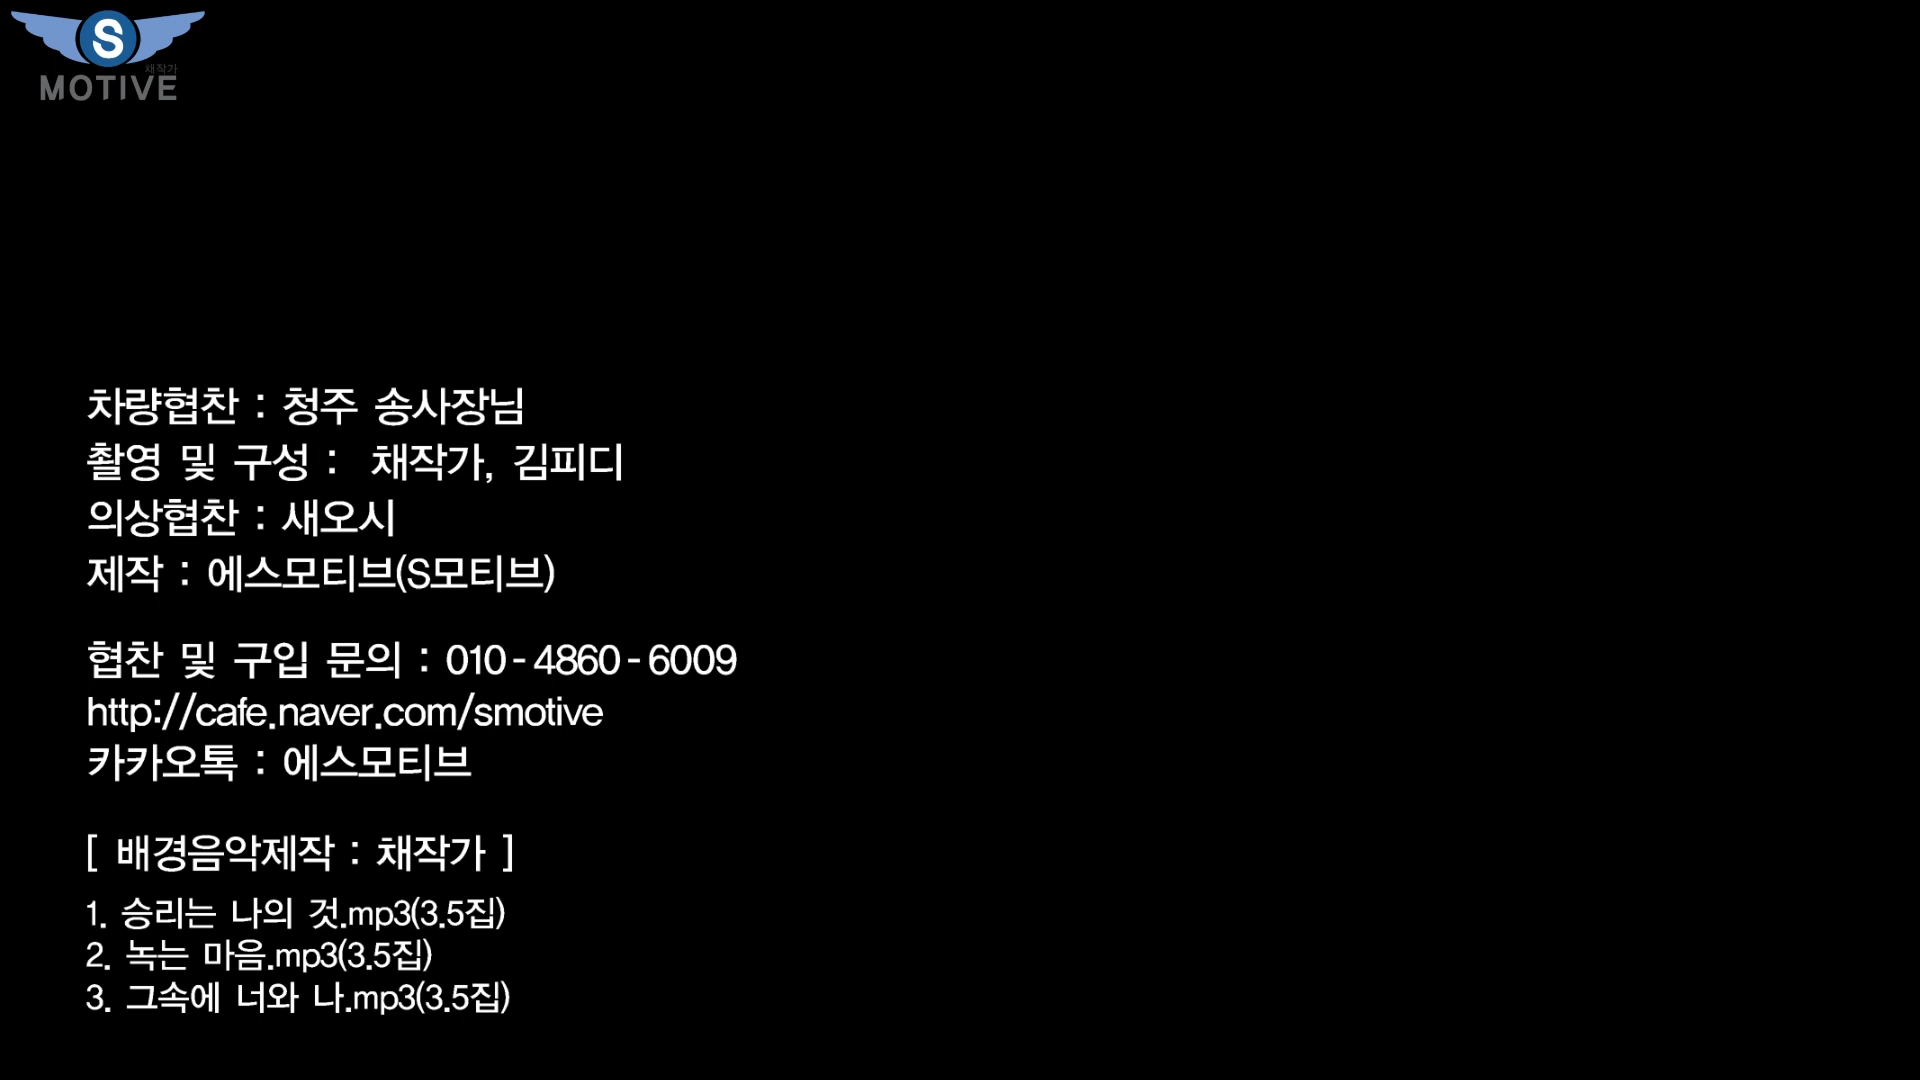 S
채작가
MOTIVE
차량협찬 : 청주 송사장님
촬영 및 구성 : 채작가, 김피디
의상협찬 : 새오시
제작 : 에스모티브(S모티브)
협찬 및 구입 문의 : 010-4860-6009
http://cafe.naver.com/smotive
카카오톡 : 에스모티브
[ 배경음악제작 : 채작가 ]
1. 승리는 나의 것.mp3(3.5집)
2. 녹는 마음.mp3(3.5집)
3. 그속에 너와 나.mp3(3.5집)